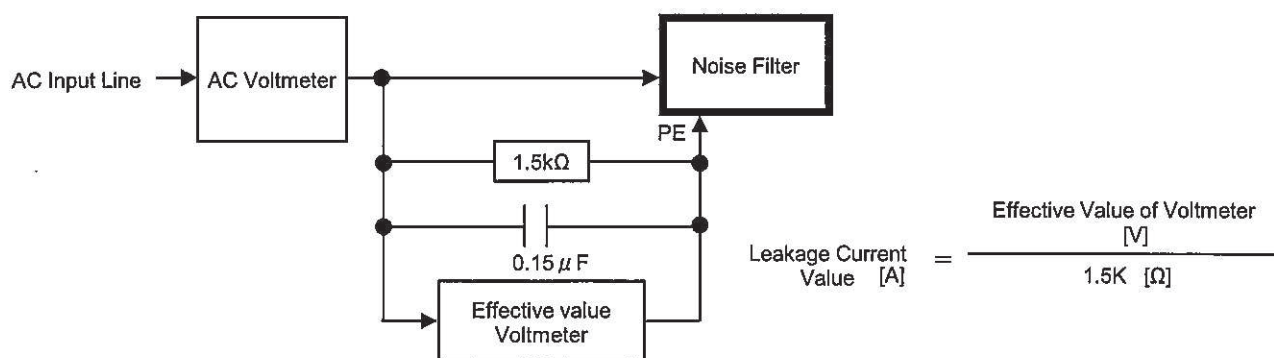 AC Input Line
AC Voltmeter
Noise Filter
PE
1.5kΩ
0.15μF
Effective value
Voltmeter
Leakage Current
Value [A]
=
Effective Value of Voltmeter
[V]
1.5K [Ω]